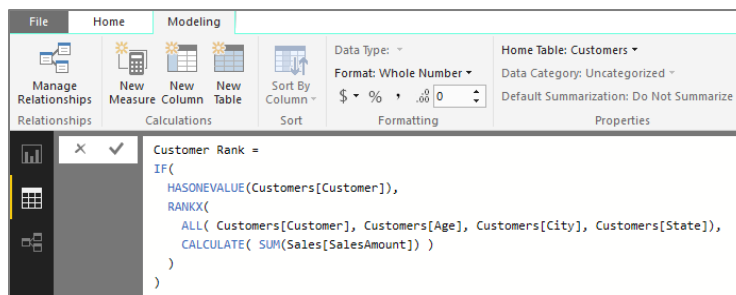 File Home Modeling
Data Type:
Home Table: Customers
Format: Whole Number
Data Category: Uncategorized
$ % , .00 0
Default Summarization: Do Not Summarize
Manage Relationships
New Measure
New Column
New Table
Sort By Column
Relationships Calculations Sort Formatting Properties
Customer Rank =
IF(
HASONEVALUE(Customers[Customer]),
RANKX(
ALL( Customers[Customer], Customers[Age], Customers[City], Customers[State]),
CALCULATE( SUM(Sales[SalesAmount]) )
)
)